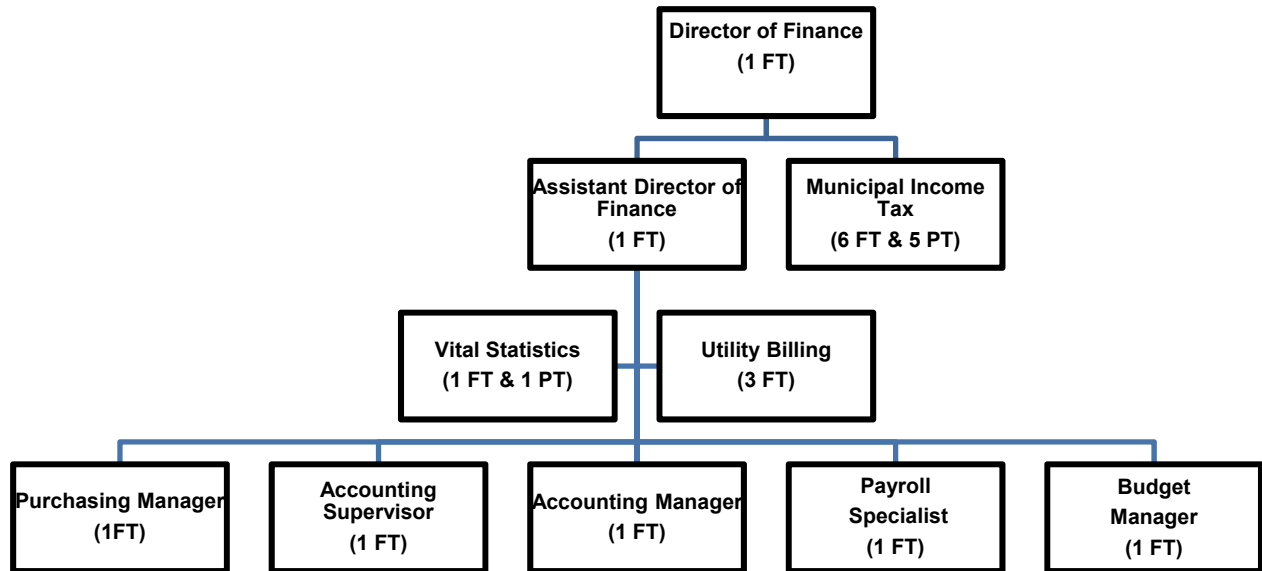 Director of Finance
(1 FT)
Assistant Director of
Finance
(1 FT)
Municipal Income
Tax
(6 FT & 5 PT)
Vital Statistics
(1 FT & 1 PT)
Utility Billing
(3 FT)
Purchasing Manager
(1FT)
Accounting
Supervisor
(1 FT)
Accounting Manager
(1 FT)
Payroll
Specialist
(1 FT)
Budget
Manager
(1 FT)